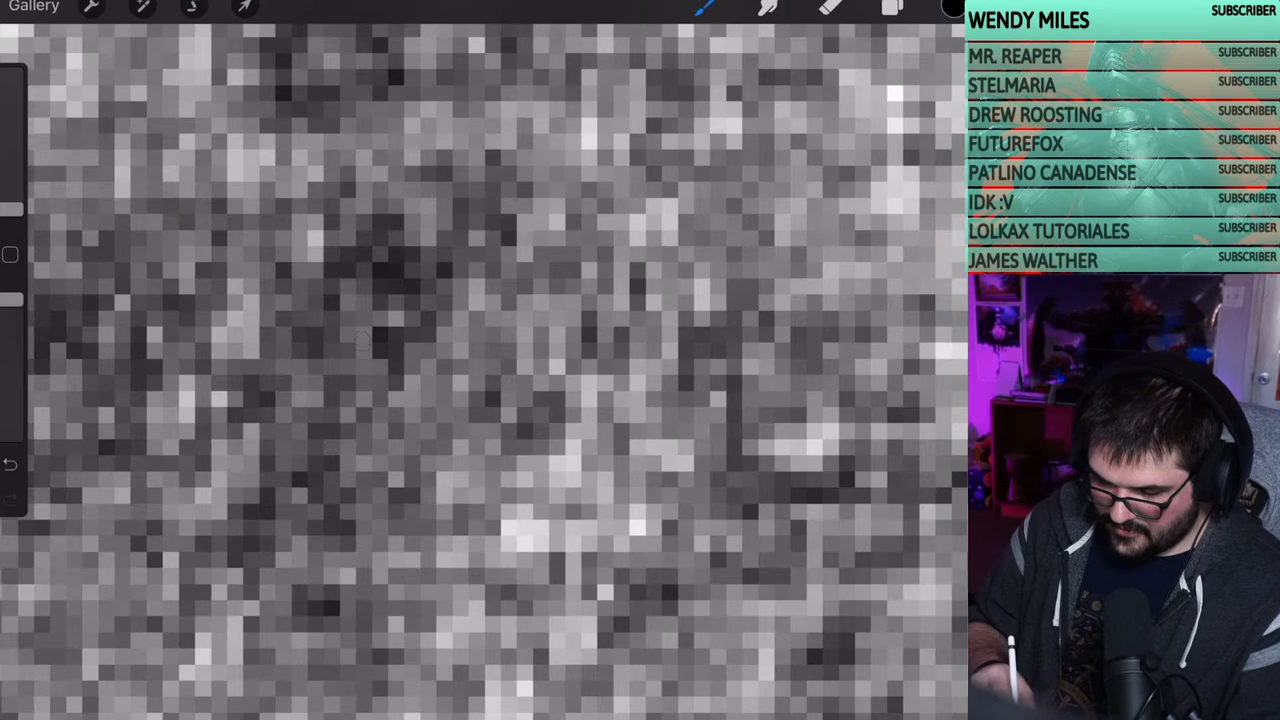 Gallery
WENDY MILES SUBSCRIBER
MR. REAPER SUBSCRIBER
STELMARIA SUBSCRIBER
DREW ROOSTING SUBSCRIBER
FUTUREFOX SUBSCRIBER
PATLINO CANADENSE SUBSCRIBER
IDK :V SUBSCRIBER
LOLKAX TUTORIALES SUBSCRIBER
JAMES WALTHER SUBSCRIBER